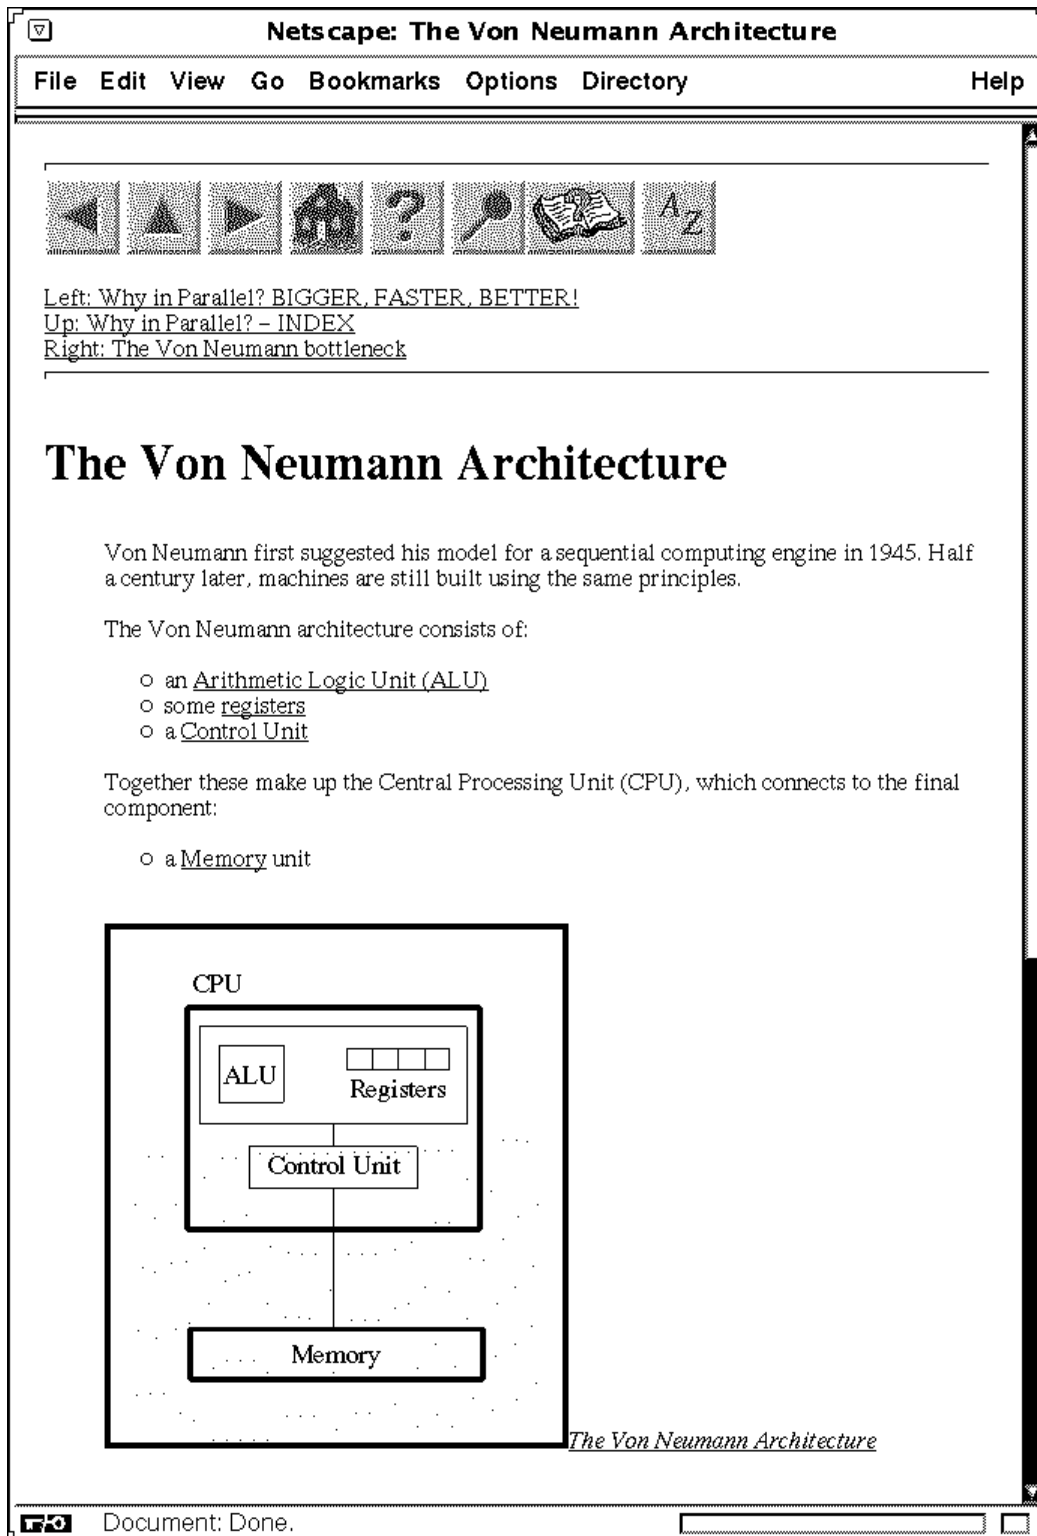 Netscape: The Von Neumann Architecture
File Edit View Go Bookmarks Options Directory Help
A Z
Left: Why in Parallel? BIGGER, FASTER, BETTER!
Up: Why in Parallel? – INDEX
Right: The Von Neumann bottleneck
The Von Neumann Architecture
Von Neumann first suggested his model for a sequential computing engine in 1945. Half
a century later, machines are still built using the same principles.
The Von Neumann architecture consists of:
an Arithmetic Logic Unit (ALU)
some registers
a Control Unit
Together these make up the Central Processing Unit (CPU), which connects to the final
component:
a Memory unit
CPU
ALU
Registers
Control Unit
Memory
The Von Neumann Architecture
Document: Done.